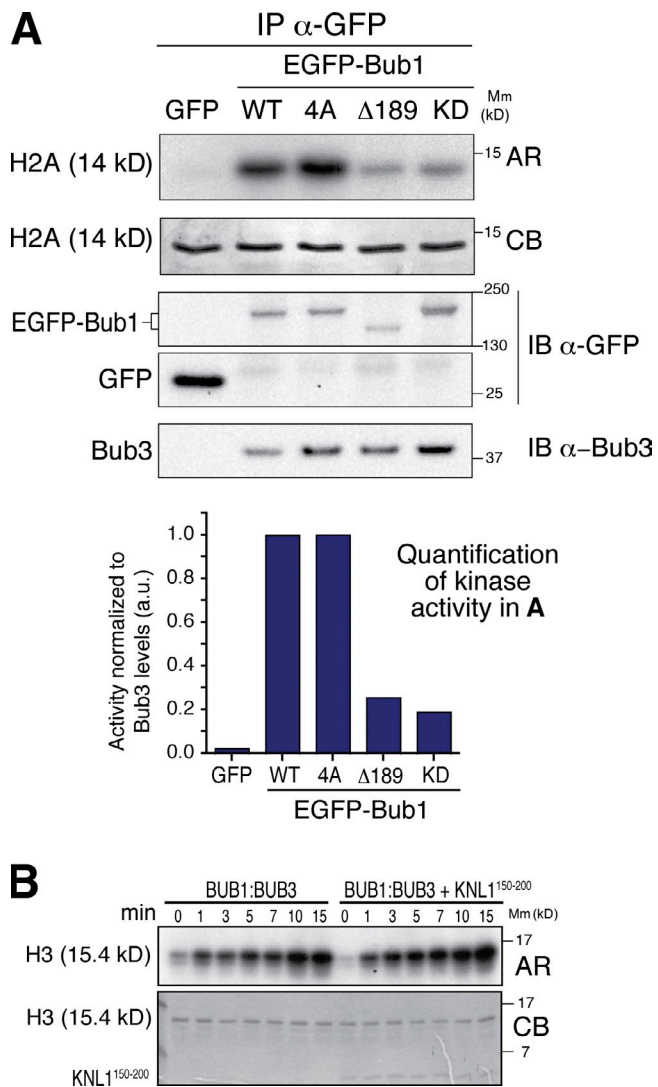 A
IP α-GFP
EGFP-Bub1
GFP WT 4A Δ189 KD Mm (kD)
H2A (14 kD) 15 AR
H2A (14 kD) 15 CB
250
EGFP-Bub1
130
IB α-GFP
GFP
25
Bub3 37 IB α–Bub3
Activity normalized to Bub3 levels (a.u.)
1.0
0.8
0.6
0.4
0.2
0.0
Quantification
of kinase
activity in A
GFP WT 4A Δ189 KD
EGFP-Bub1
B
BUB1:BUB3 BUB1:BUB3 + KNL1150-200
min 0 1 3 5 7 10 15 0 1 3 5 7 10 15 Mm (kD)
17
H3 (15.4 kD) AR
17
H3 (15.4 kD) CB
7
KNL1150-200